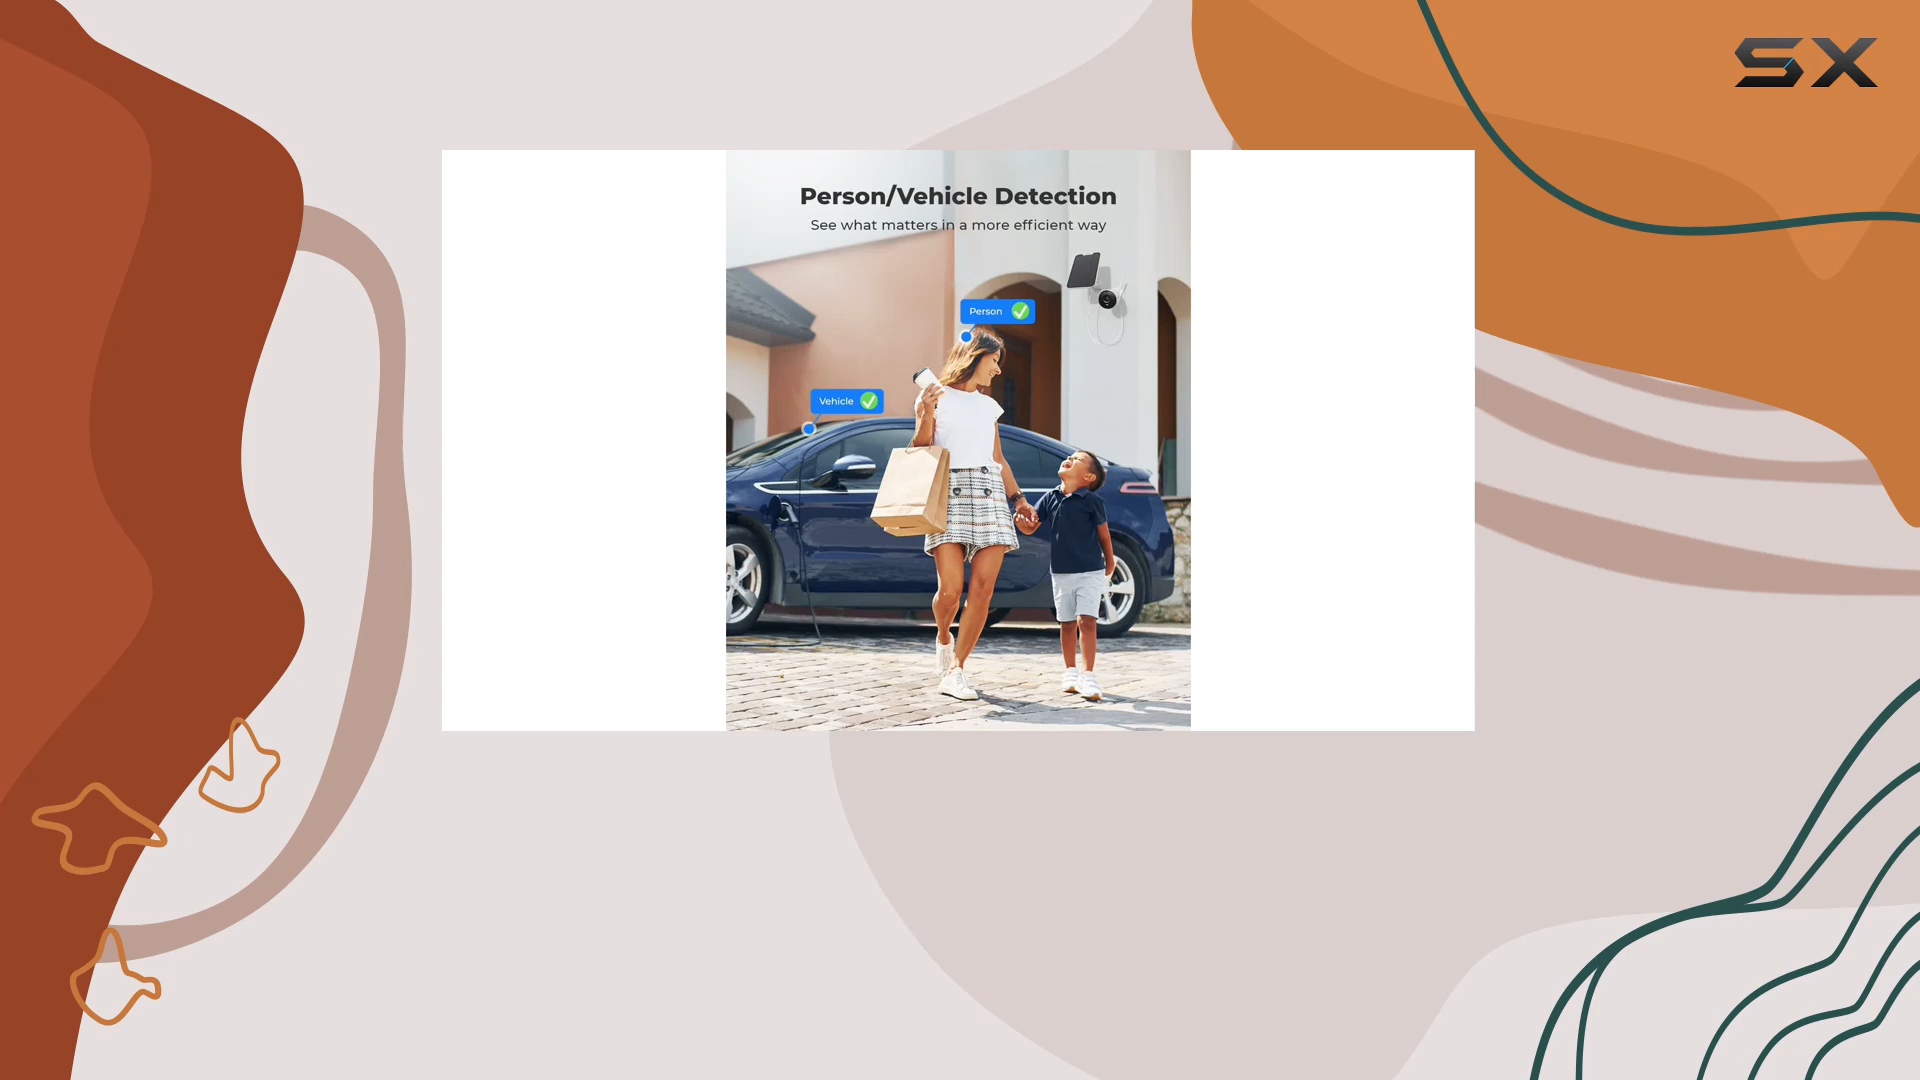 SX
Person/Vehicle Detection
See what matters in a more efficient way
Person
Vehicle